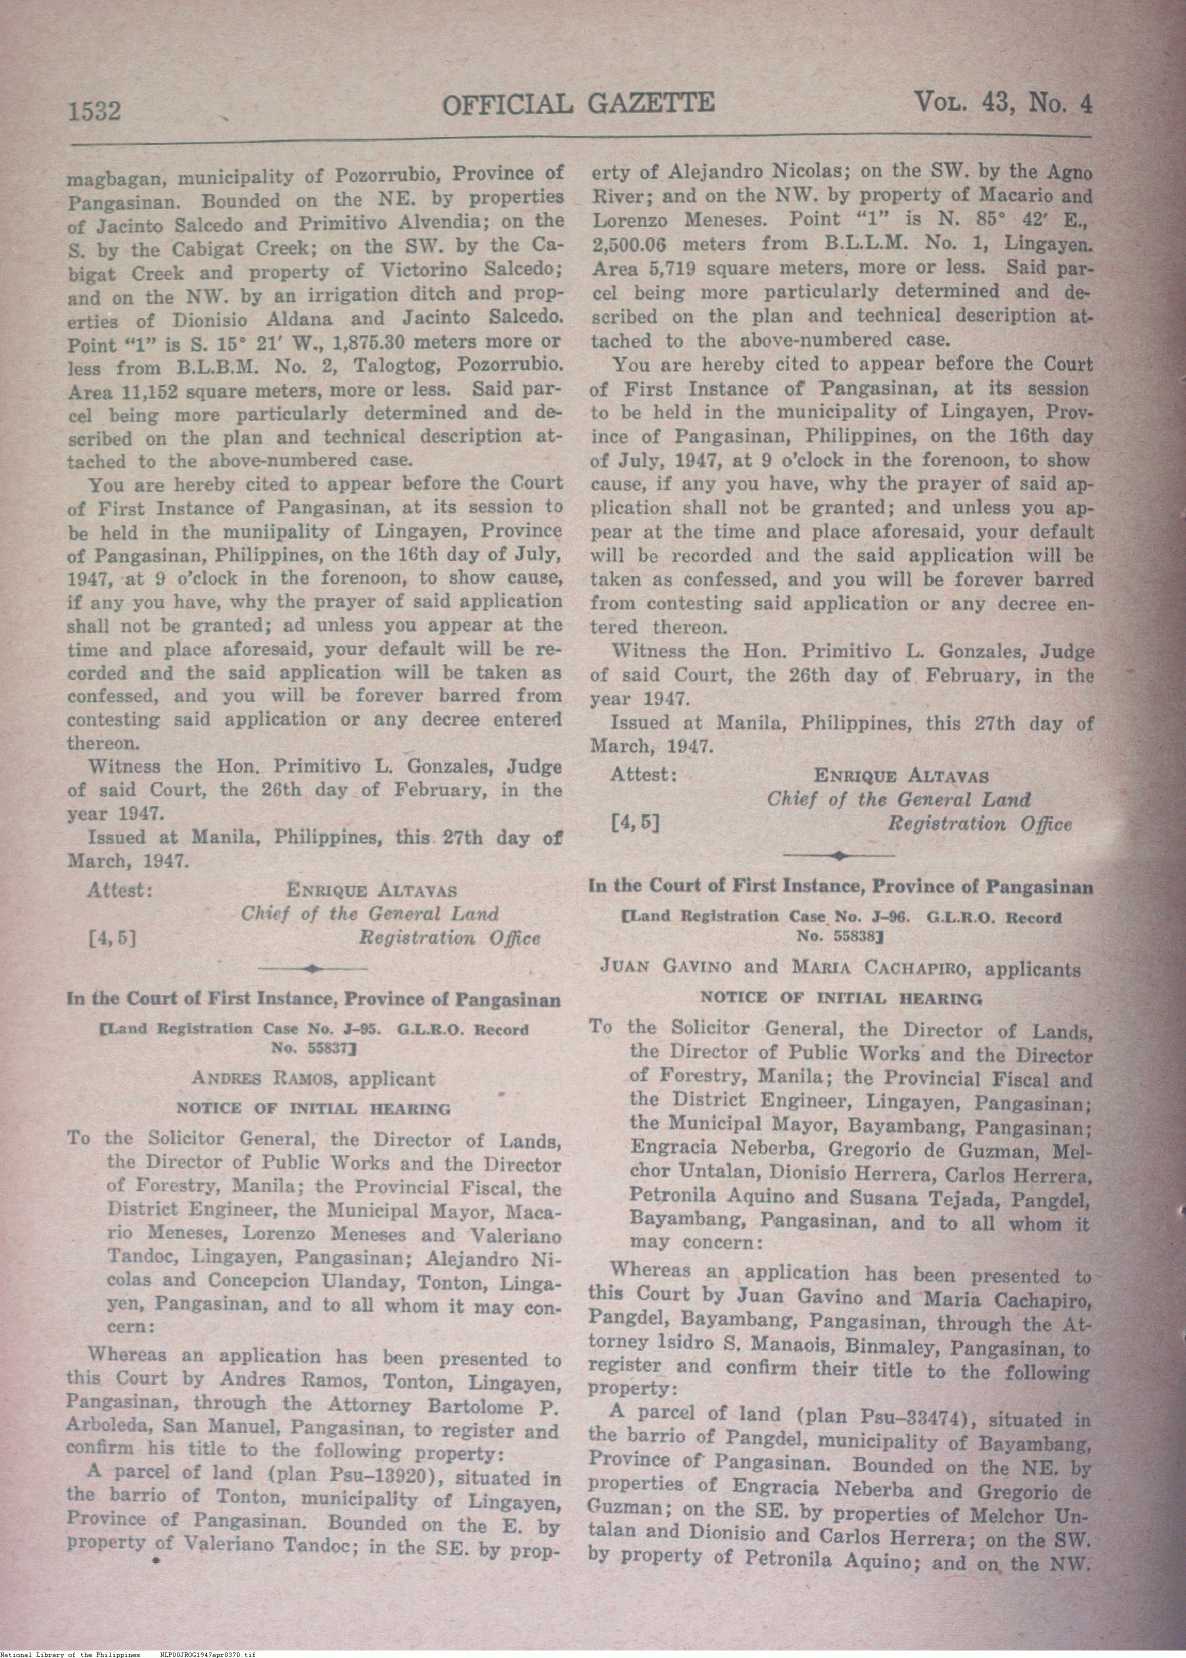 1532
OFFICIAL GAZETTE
VOL. 43, No. 4
magbagan, municipality of Pozorrubio, Province of
Pangasinan. Bounded on the NE. by properties
of Jacinto Salcedo and Primitivo Alvendia; on the
S. by the Cabigat Creek; on the SW. by the Ca-
bigat Creek and property of Victorino Salcedo;
and on the NW. by an irrigation ditch and prop-
erties of Dionisio Aldana and Jacinto Salcedo.
Point “1” is S. 15° 21′ W., 1,875.30 meters more or
less from B.L.B.M. No. 2, Talogtog, Pozorrubio.
Area 11,152 square meters, more or less. Said par-
cel being more particularly determined and de-
scribed on the plan and technical description at-
tached to the above-numbered case.
You are hereby cited to appear before the Court
of First Instance of Pangasinan, at its session to
be held in the muniipality of Lingayen, Province
of Pangasinan, Philippines, on the 16th day of July,
1947, at 9 o’clock in the forenoon, to show cause,
if any you have, why the prayer of said application
shall not be granted; ad unless you appear at the
time and place aforesaid, your default will be re-
corded and the said application will be taken as
confessed, and you will be forever barred from
contesting said application or any decree entered
thereon.
Witness the Hon. Primitivo L. Gonzales, Judge
of said Court, the 26th day of February, in the
year 1947.
Issued at Manila, Philippines, this 27th day of
March, 1947.
Attest: ENRIQUE ALTAVAS
Chief of the General Land
[4, 5] Registration Office
In the Court of First Instance, Province of Pangasinan
[Land Registration Case No. J–95. G.L.R.O. Record
No. 55837]
ANDRES RAMOS, applicant
NOTICE OF INITIAL HEARING
To the Solicitor General, the Director of Lands,
the Director of Public Works and the Director
of Forestry, Manila; the Provincial Fiscal, the
District Engineer, the Municipal Mayor, Maca-
rio Meneses, Lorenzo Meneses and Valeriano
Tandoc, Lingayen, Pangasinan; Alejandro Ni-
colas and Concepcion Ulanday, Tonton, Linga-
yen, Pangasinan, and to all whom it may con-
cern:
Whereas an application has been presented to
this Court by Andres Ramos, Tonton, Lingayen,
Pangasinan, through the Attorney Bartolome P.
Arboleda, San Manuel, Pangasinan, to register and
confirm his title to the following property:
A parcel of land (plan Psu–13920), situated in
the barrio of Tonton, municipality of Lingayen,
Province of Pangasinan. Bounded on the E. by
property of Valeriano Tandoc; in the SE. by prop-
erty of Alejandro Nicolas; on the SW. by the Agno
River; and on the NW. by property of Macario and
Lorenzo Meneses. Point “1” is N. 85° 42′ E.,
2,500.06 meters from B.L.L.M. No. 1, Lingayen.
Area 5,719 square meters, more or less. Said par-
cel being more particularly determined and de-
scribed on the plan and technical description at-
tached to the above-numbered case.
You are hereby cited to appear before the Court
of First Instance of Pangasinan, at its session
to be held in the municipality of Lingayen, Prov-
ince of Pangasinan, Philippines, on the 16th day
of July, 1947, at 9 o’clock in the forenoon, to show
cause, if any you have, why the prayer of said ap-
plication shall not be granted; and unless you ap-
pear at the time and place aforesaid, your default
will be recorded and the said application will be
taken as confessed, and you will be forever barred
from contesting said application or any decree en-
tered thereon.
Witness the Hon. Primitivo L. Gonzales, Judge
of said Court, the 26th day of February, in the
year 1947.
Issued at Manila, Philippines, this 27th day of
March, 1947.
Attest: ENRIQUE ALTAVAS
Chief of the General Land
[4, 5] Registration Office
In the Court of First Instance, Province of Pangasinan
[Land Registration Case No. J–96. G.L.R.O. Record
No. 55838]
JUAN GAVINO and MARIA CACHAPIRO, applicants
NOTICE OF INITIAL HEARING
To the Solicitor General, the Director of Lands,
the Director of Public Works and the Director
of Forestry, Manila; the Provincial Fiscal and
the District Engineer, Lingayen, Pangasinan;
the Municipal Mayor, Bayambang, Pangasinan;
Engracia Neberba, Gregorio de Guzman, Mel-
chor Untalan, Dionisio Herrera, Carlos Herrera,
Petronila Aquino and Susana Tejada, Pangdel,
Bayambang, Pangasinan, and to all whom it
may concern:
Whereas an application has been presented to
this Court by Juan Gavino and Maria Cachapiro,
Pangdel, Bayambang, Pangasinan, through the At-
torney Isidro S. Manaois, Binmaley, Pangasinan, to
register and confirm their title to the following
property:
A parcel of land (plan Psu–33474), situated in
the barrio of Pangdel, municipality of Bayambang,
Province of Pangasinan. Bounded on the NE. by
properties of Engracia Neberba and Gregorio de
Guzman; on the SE. by properties of Melchor Un-
talan and Dionisio and Carlos Herrera; on the SW.
by property of Petronila Aquino; and on the NW.
National Library of the Philippines NLP00JROG1947apr0370.tif